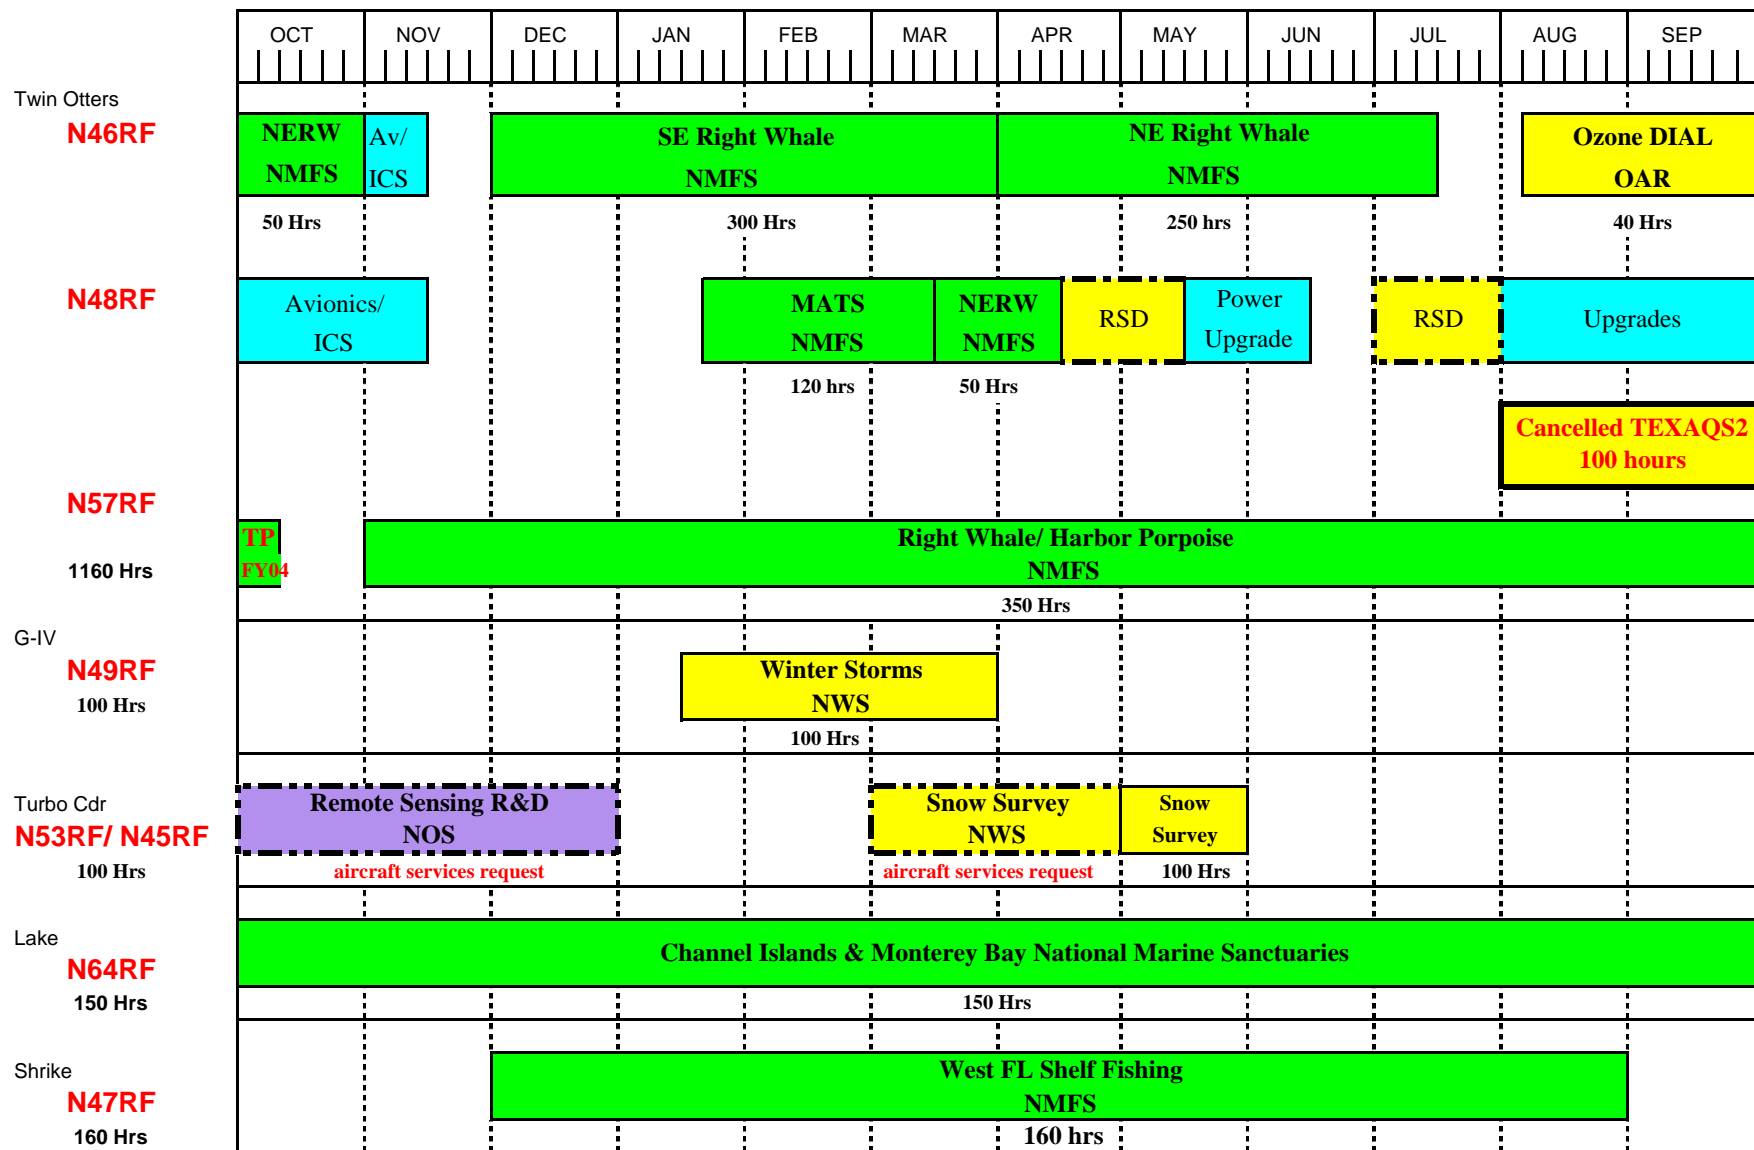 OCT NOV DEC JAN FEB MAR APR MAY JUN JUL AUG SEP
Twin Otters
N46RF
NERW
NMFS
Av/
ICS
SE Right Whale
NMFS
NE Right Whale
NMFS
Ozone DIAL
OAR
50 Hrs
300 Hrs
250 hrs
40 Hrs
N48RF
Avionics/
ICS
MATS
NMFS
NERW
NMFS
RSD
Power
Upgrade
RSD
Upgrades
120 hrs
50 Hrs
Cancelled TEXAQS2
100 hours
N57RF
1160 Hrs
TP
FY04
Right Whale/ Harbor Porpoise
NMFS
350 Hrs
G-IV
N49RF
100 Hrs
Winter Storms
NWS
100 Hrs
Turbo Cdr
N53RF/ N45RF
100 Hrs
Remote Sensing R&D
NOS
aircraft services request
Snow Survey
NWS
aircraft services request
Snow
Survey
100 Hrs
Lake
N64RF
150 Hrs
Channel Islands & Monterey Bay National Marine Sanctuaries
150 Hrs
Shrike
N47RF
160 Hrs
West FL Shelf Fishing
NMFS
160 hrs